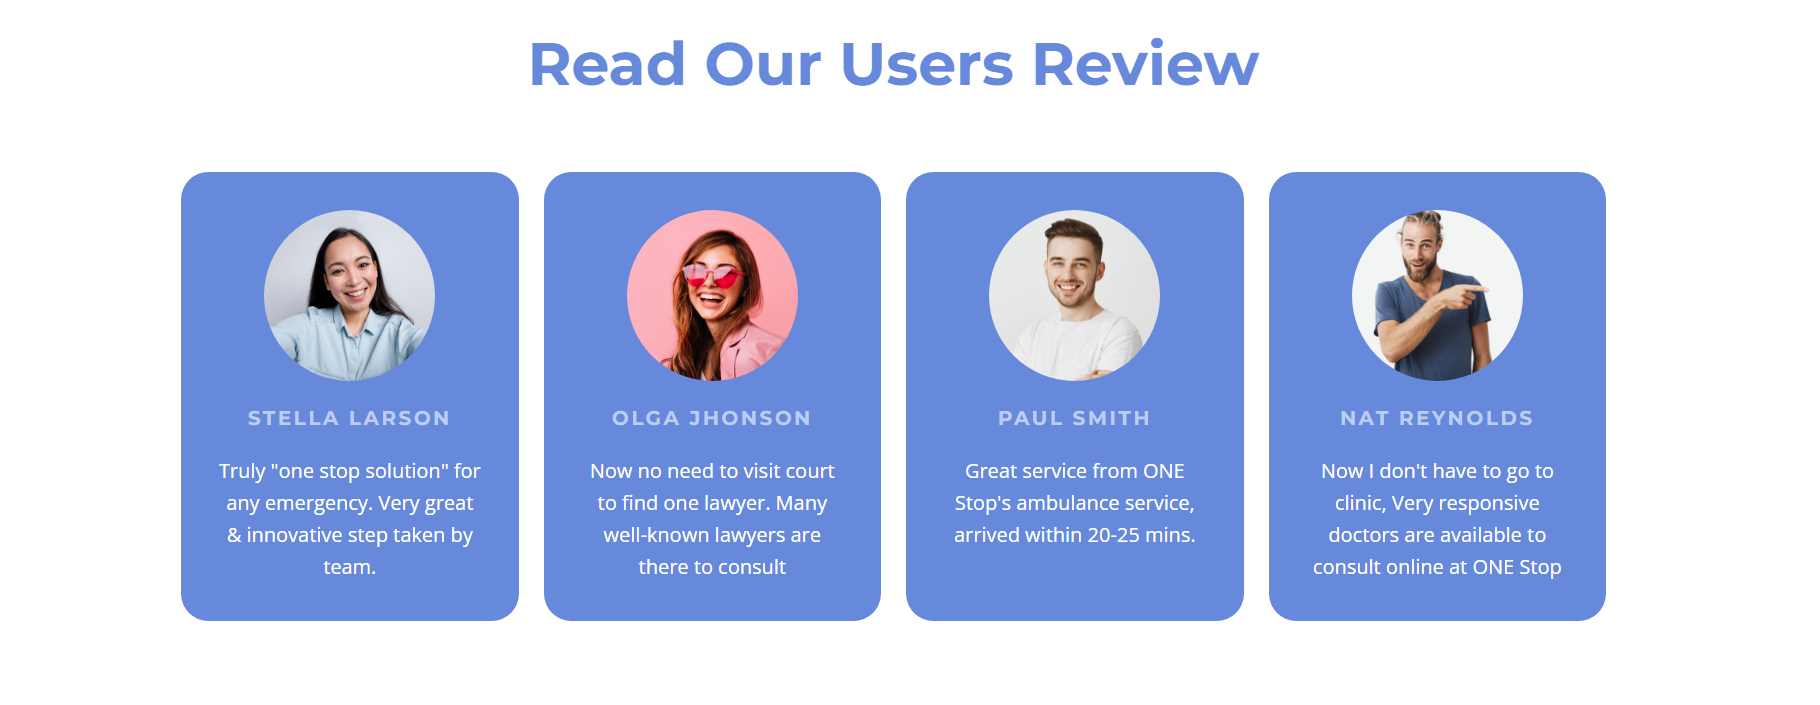 Read Our Users Review
STELLA LARSON
Truly "one stop solution" for
any emergency. Very great
& innovative step taken by
team.
OLGA JHONSON
Now no need to visit court
to find one lawyer. Many
well-known lawyers are
there to consult
PAUL SMITH
Great service from ONE
Stop's ambulance service,
arrived within 20-25 mins.
NAT REYNOLDS
Now I don't have to go to
clinic, Very responsive
doctors are available to
consult online at ONE Stop